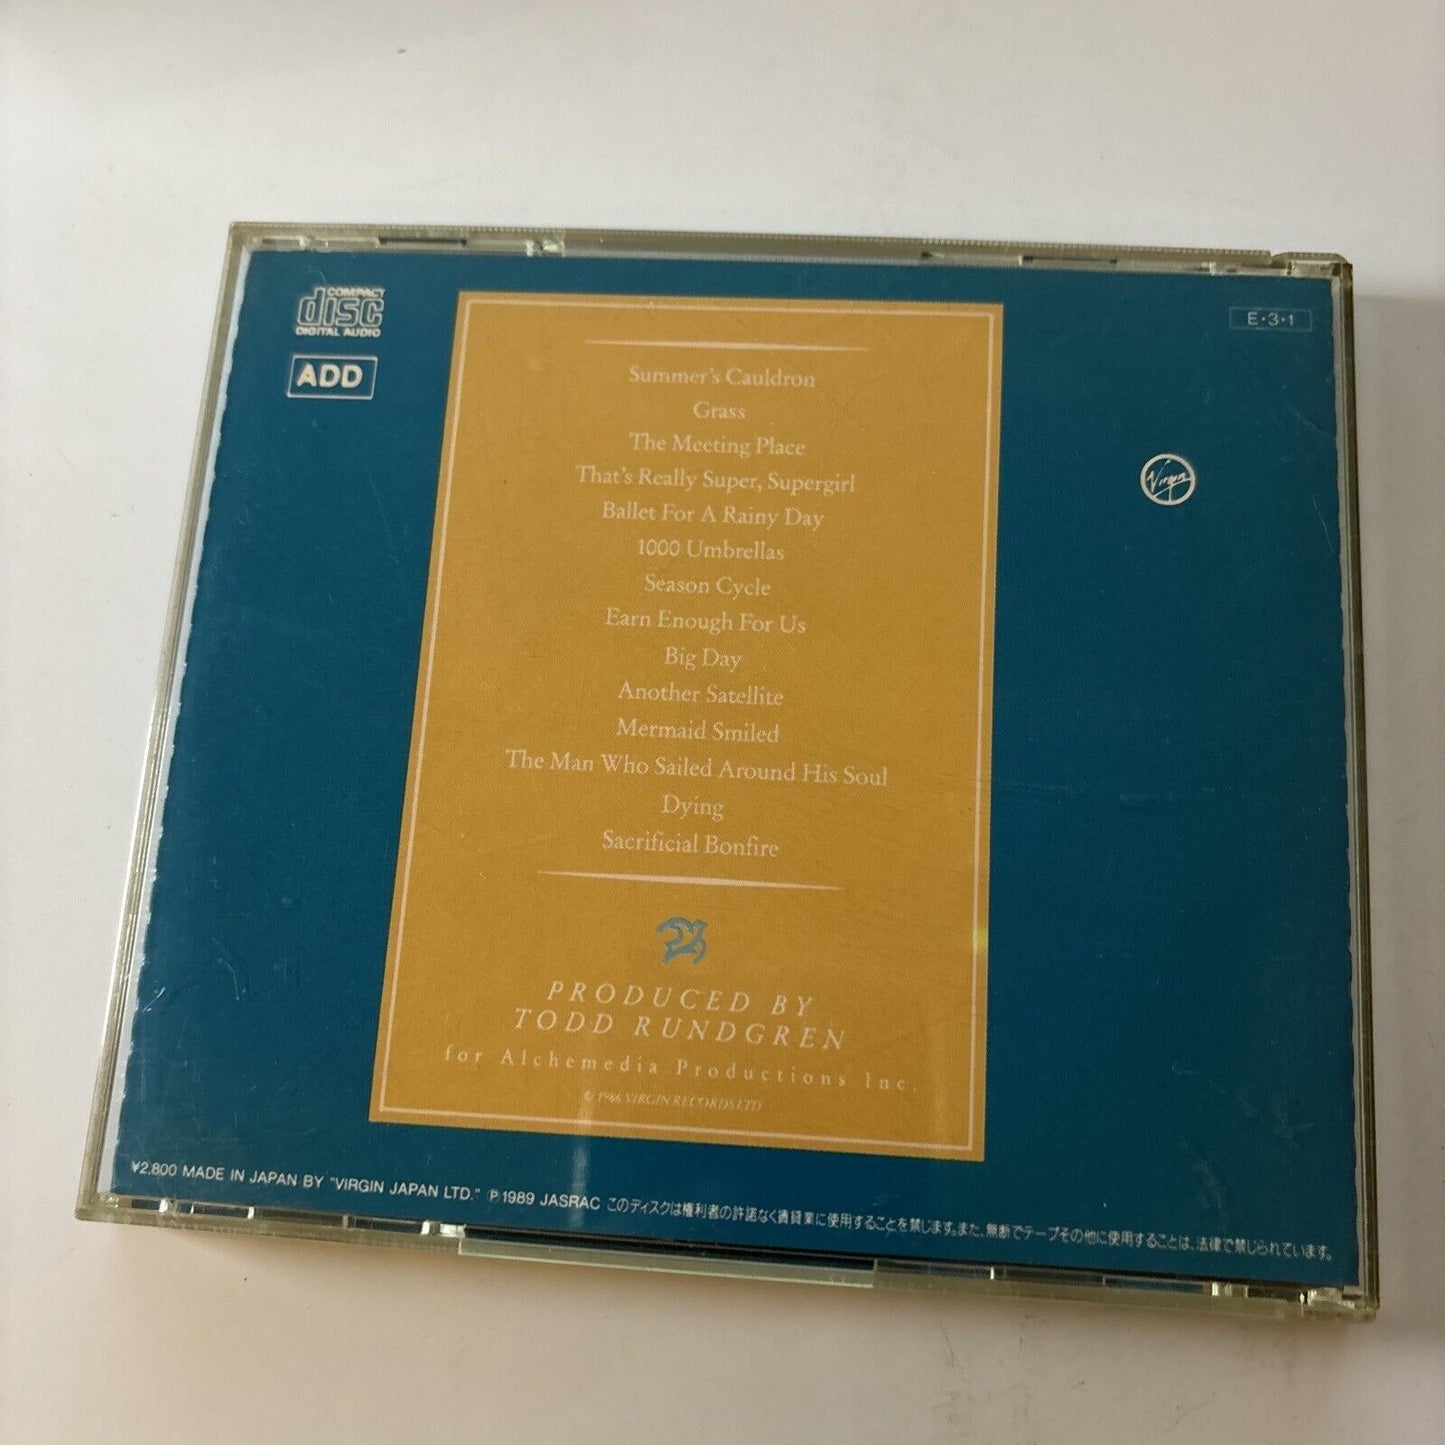 COMPACT
disc
DIGITAL AUDIO
ADD
E・3・1
Virgin
Summer's Cauldron
Grass
The Meeting Place
That's Really Super, Supergirl
Ballet For A Rainy Day
1000 Umbrellas
Season Cycle
Earn Enough For Us
Big Day
Another Satellite
Mermaid Smiled
The Man Who Sailed Around His Soul
Dying
Sacrificial Bonfire
PRODUCED BY
TODD RUNDGREN
for Alchemedia Productions Inc.
© 1986 VIRGIN RECORDS LTD
¥2,800 MADE IN JAPAN BY "VIRGIN JAPAN LTD." ℗1989 JASRAC このディスクは権利者の許諾なく賃貸業に使用することを禁じます。また、無断でテープその他に使用することは、法律で禁じられています。